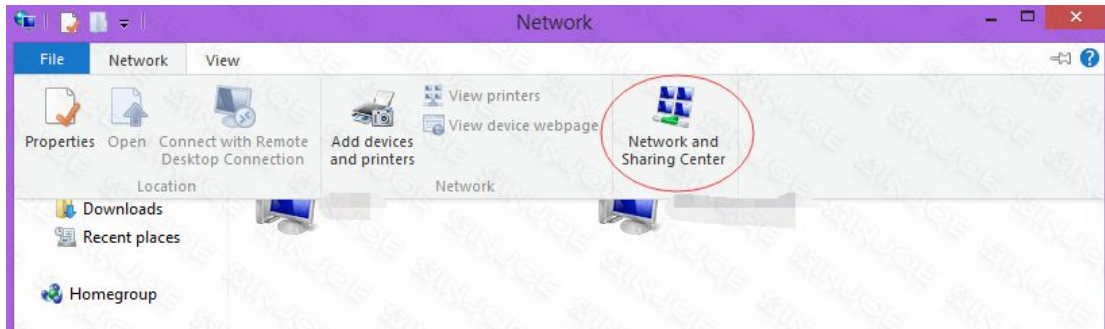 Network
File
Network
View
Properties
Open
Connect with Remote
Desktop Connection
Add devices
and printers
View printers
View device webpage
Network and
Sharing Center
Location
Network
Downloads
Recent places
Homegroup